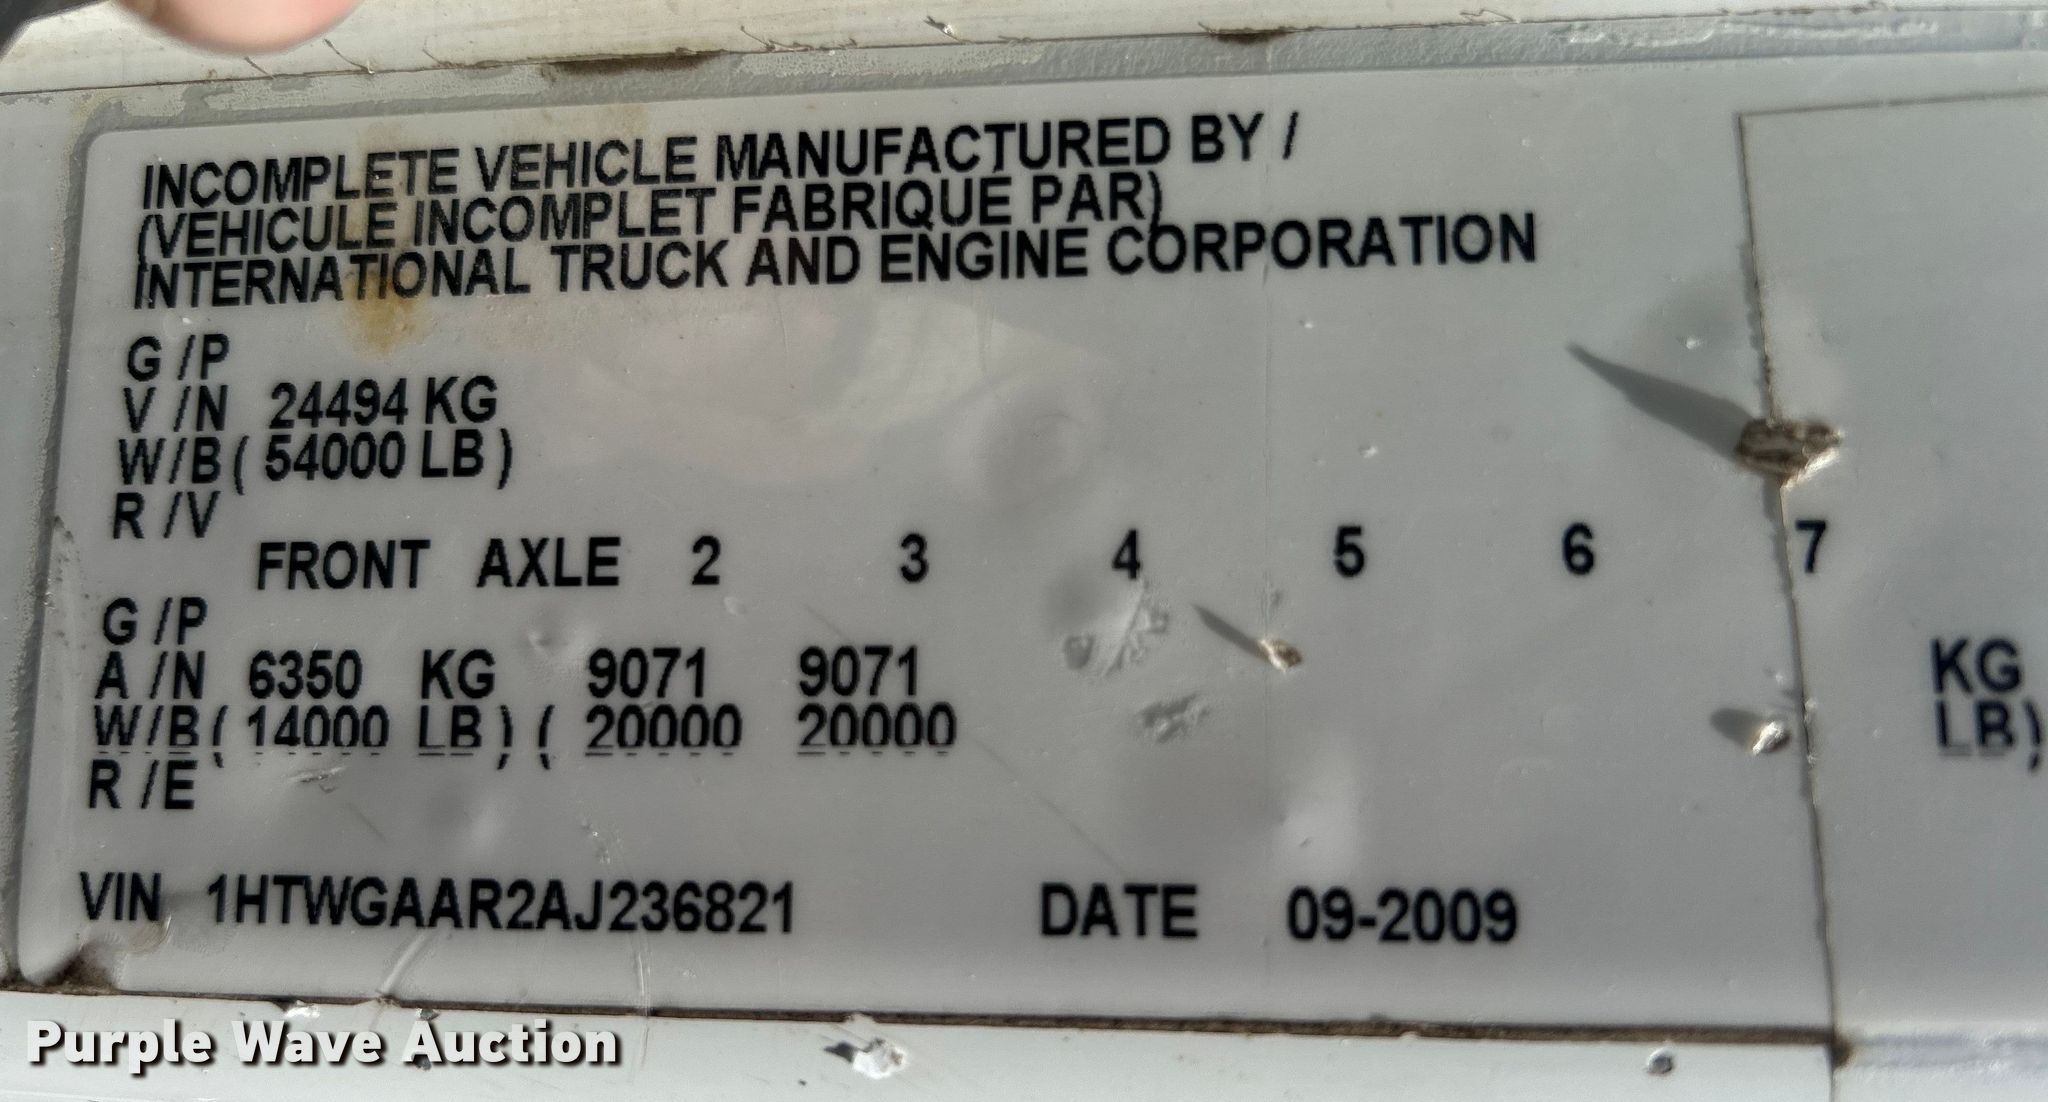 INCOMPLETE VEHICLE MANUFACTURED BY /
(VEHICULE INCOMPLET FABRIQUE PAR)
INTERNATIONAL TRUCK AND ENGINE CORPORATION
G /P
V /N 24494 KG
W/B ( 54000 LB )
R /V
FRONT AXLE 2 3 4 5 6 7
G /P
A /N 6350 KG 9071 9071 KG
W/B ( 14000 LB ) ( 20000 20000 LB )
R /E
VIN 1HTWGAAR2AJ236821 DATE 09-2009
Purple Wave Auction